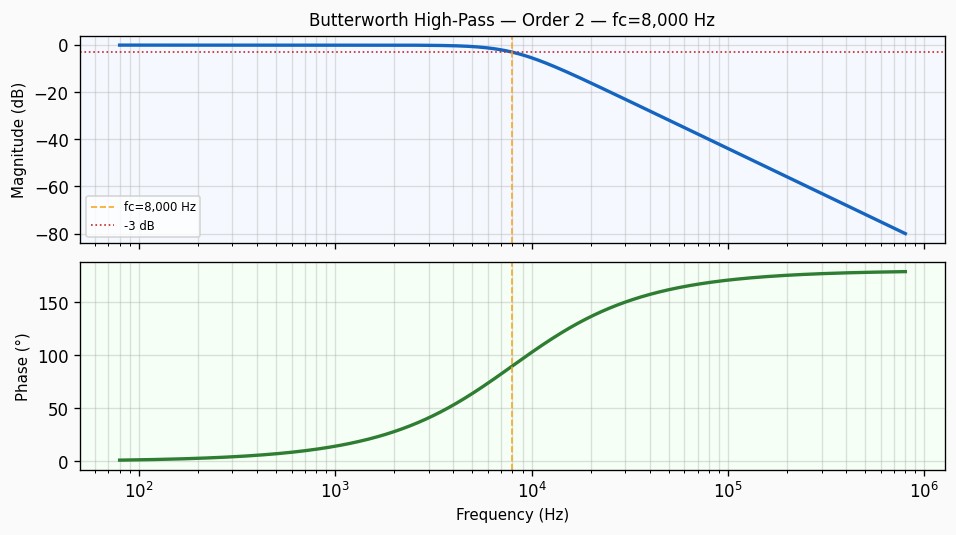 Butterworth High-Pass — Order 2 — fc=8,000 Hz
Magnitude (dB)
0
−20
−40
−60
−80
fc=8,000 Hz
-3 dB
Phase (°)
150
100
50
0
10² 10³ 10⁴ 10⁵ 10⁶
Frequency (Hz)